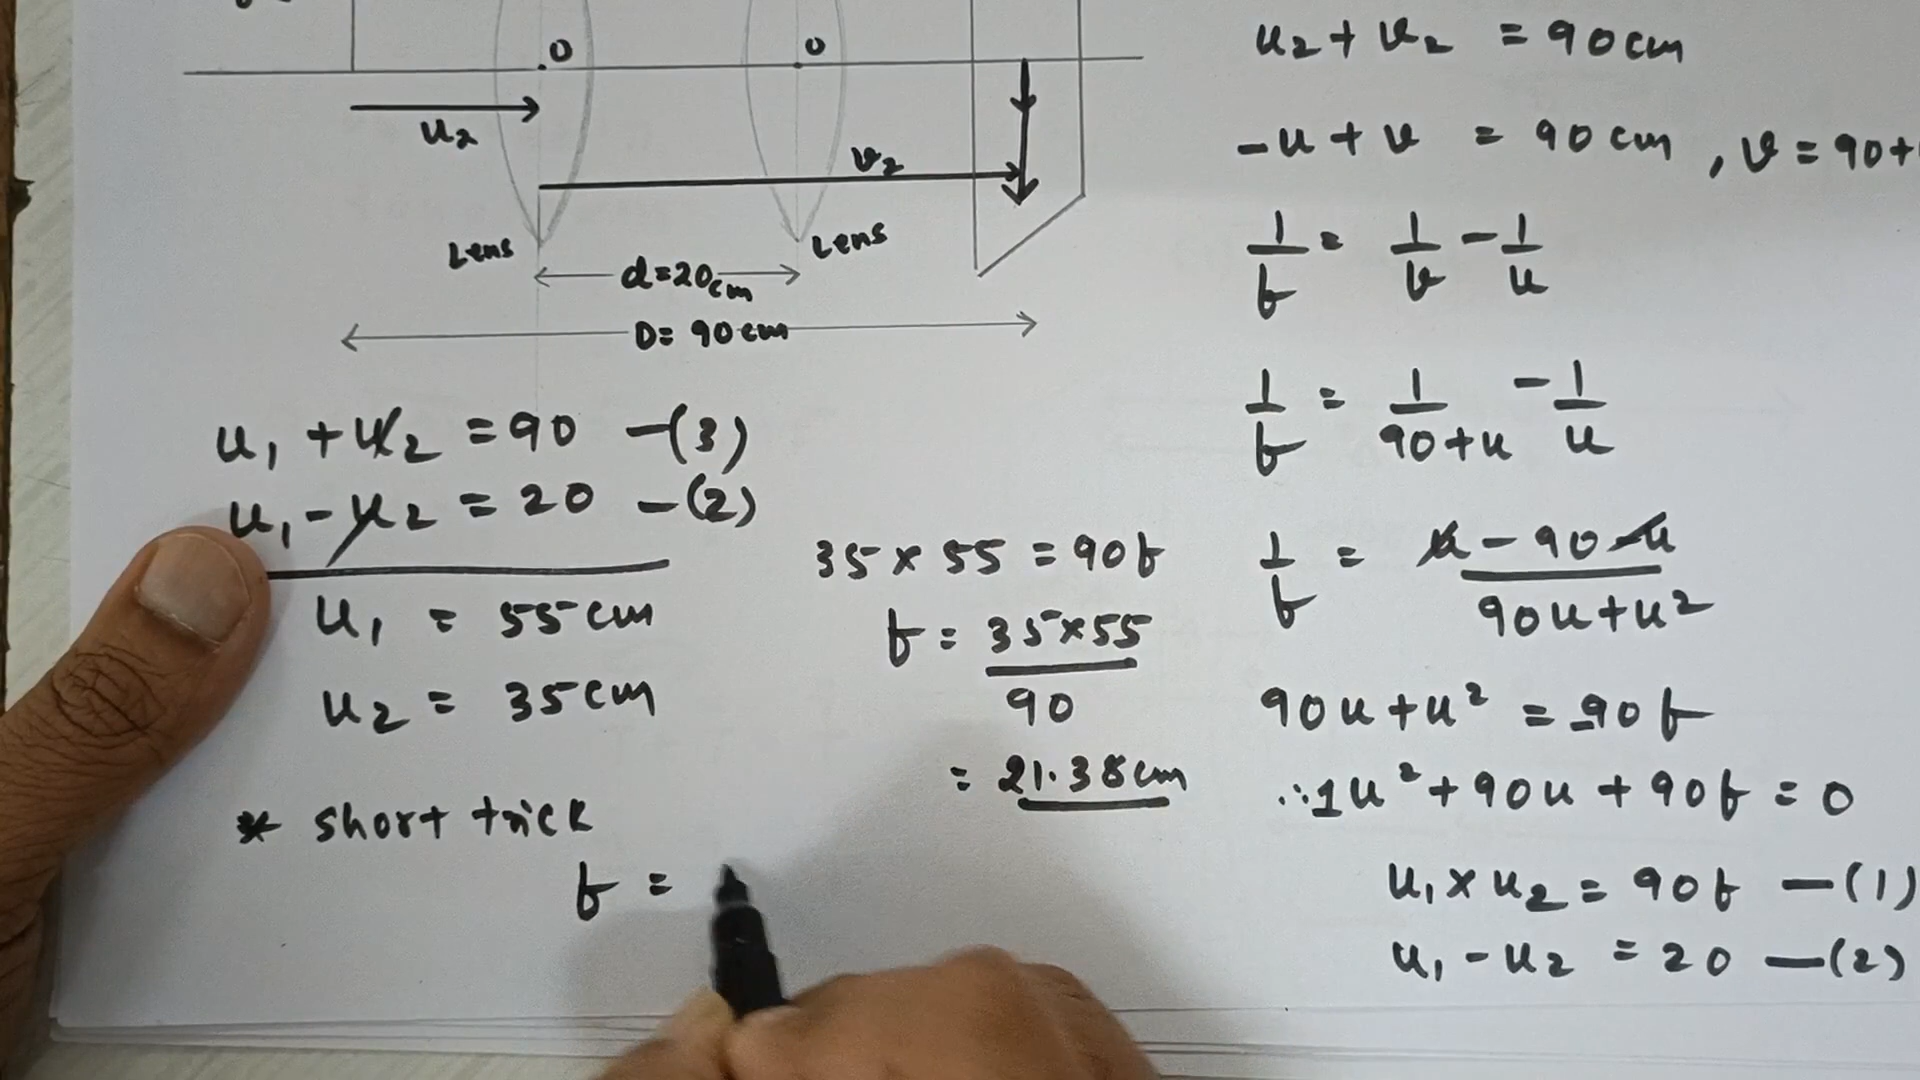 O
O
u₂
v₂
Lens
Lens
d=20cm
D= 90cm
u₁ + u₂ = 90 —(3)
u₁ - u₂ = 20 —(2)
u₁ = 55cm
u₂ = 35cm
* short trick
f =
35 × 55 = 90f
f = 35×55
90
= 21.38cm
u₂ + v₂ = 90cm
-u + v = 90 cm , v = 90+
1/f = 1/v - 1/u
1/f = 1/90+u - 1/u
1/f = u - 90 - u / 90u+u²
90u + u² = -90f
∴ 1u² + 90u + 90f = 0
u₁ × u₂ = 90f —(1)
u₁ - u₂ = 20 —(2)